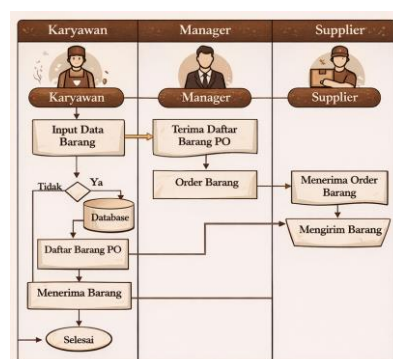 Karyawan
Manager
Supplier
Karyawan
Manager
Supplier
Input Data
Barang
Terima Daftar
Barang PO
Order Barang
Menerima Order
Barang
Tidak
Ya
Database
Mengirim Barang
Daftar Barang PO
Menerima Barang
Selesai